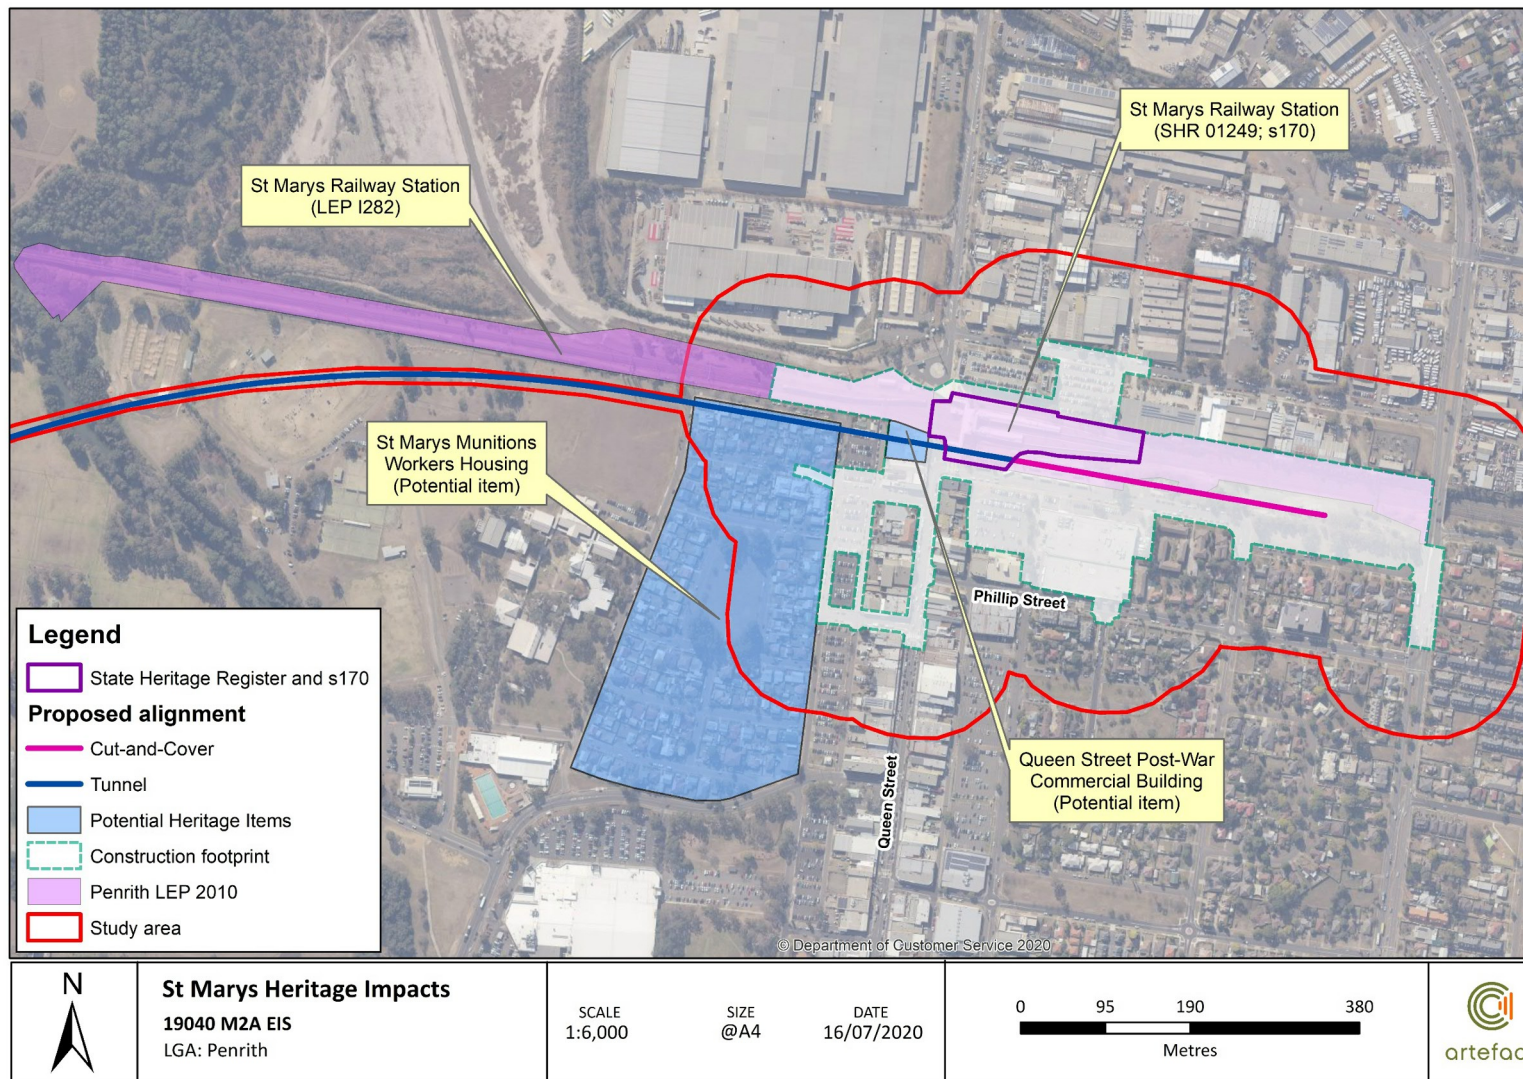 St Marys Railway Station
(SHR 01249; s170)
St Marys Railway Station
(LEP I282)
St Marys Munitions
Workers Housing
(Potential item)
Phillip Street
Queen Street Post-War
Commercial Building
(Potential item)
Queen Street
Legend
State Heritage Register and s170
Proposed alignment
Cut-and-Cover
Tunnel
Potential Heritage Items
Construction footprint
Penrith LEP 2010
Study area
© Department of Customer Service 2020
N
St Marys Heritage Impacts
19040 M2A EIS
LGA: Penrith
SCALE
1:6,000
SIZE
@A4
DATE
16/07/2020
0 95 190 380
Metres
artefac